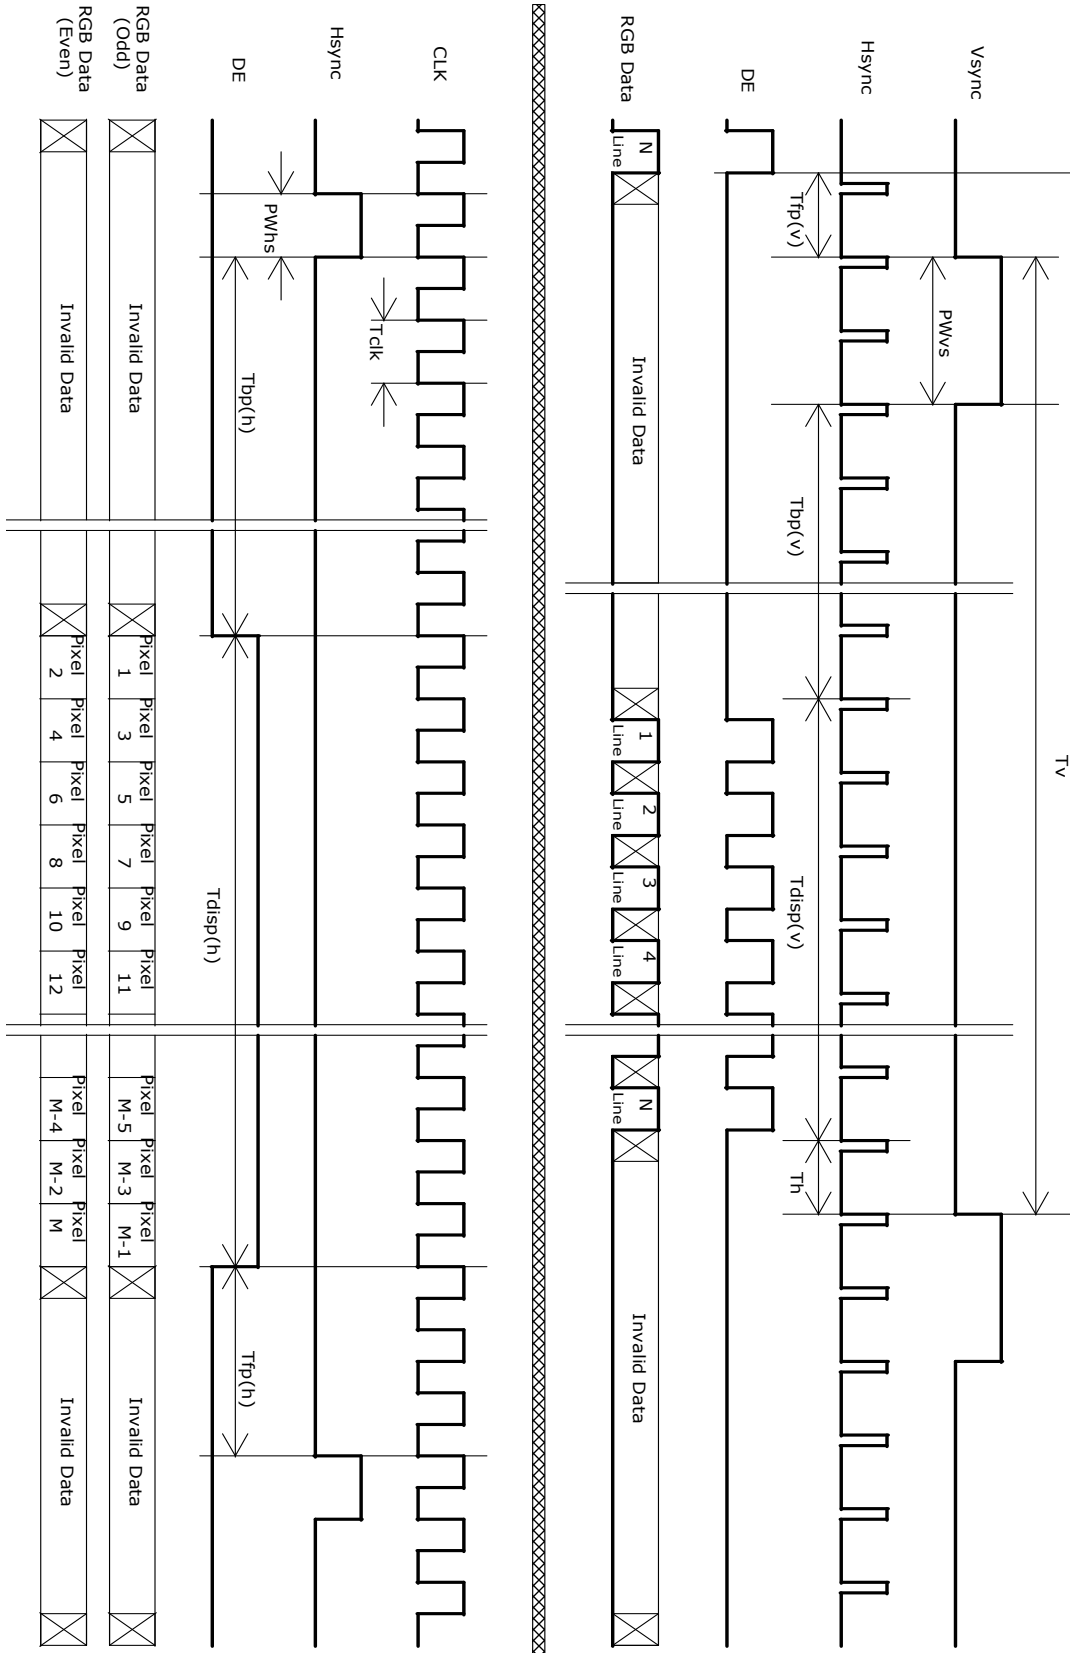 Tv
Vsync
PWvs
Hsync
Tfp(v)
Tbp(v)
Tdisp(v)
Th
DE
RGB Data
Line
N
Invalid Data
Line
1
Line
2
Line
3
Line
4
Line
N
Invalid Data
CLK
Tclk
Hsync
PWhs
DE
Tbp(h)
Tdisp(h)
Tfp(h)
RGB Data
(Odd)
Invalid Data
Pixel
1
Pixel
3
Pixel
5
Pixel
7
Pixel
9
Pixel
11
Pixel
M-5
Pixel
M-3
Pixel
M-1
Invalid Data
RGB Data
(Even)
Invalid Data
Pixel
2
Pixel
4
Pixel
6
Pixel
8
Pixel
10
Pixel
12
Pixel
M-4
Pixel
M-2
Pixel
M
Invalid Data